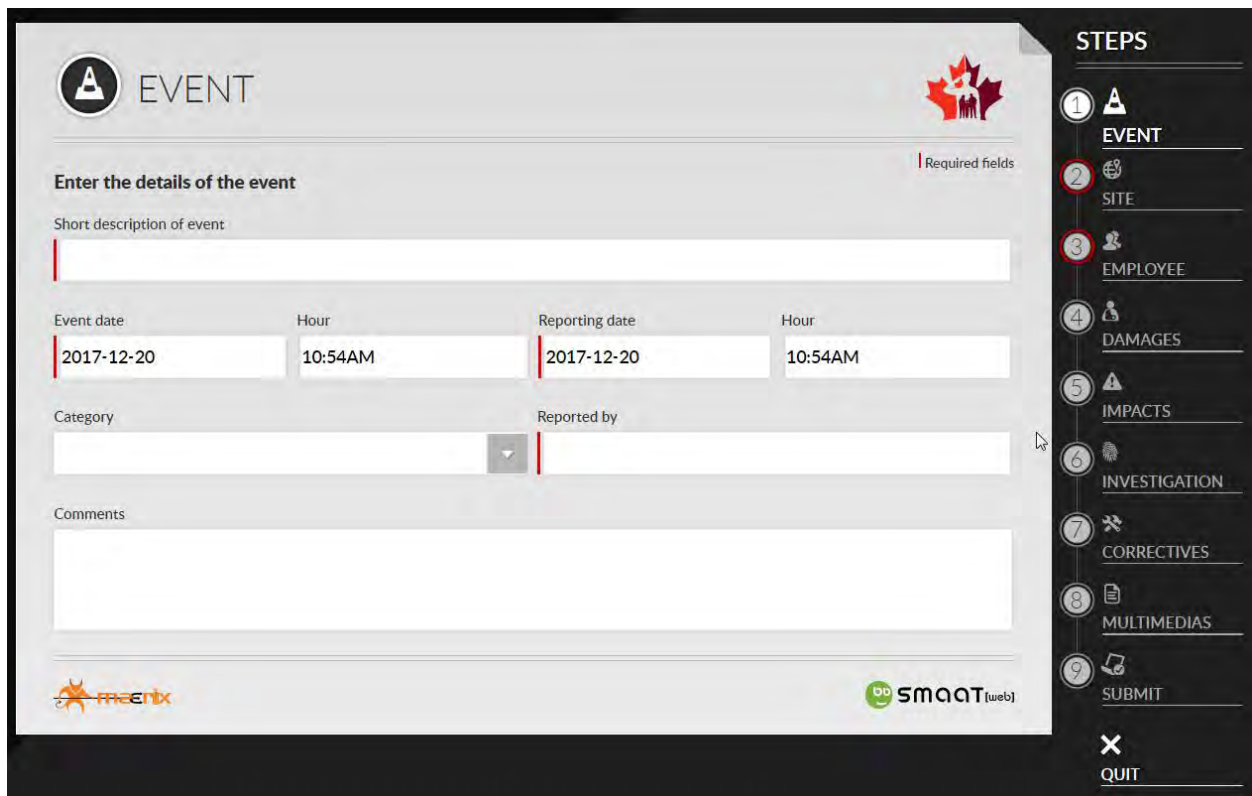 EVENT
Required fields
Enter the details of the event
Short description of event
Event date Hour Reporting date Hour
2017-12-20 10:54AM 2017-12-20 10:54AM
Category Reported by
Comments
maerix
SMAAT[web]
STEPS
1
EVENT
2
SITE
3
EMPLOYEE
4
DAMAGES
5
IMPACTS
6
INVESTIGATION
7
CORRECTIVES
8
MULTIMEDIAS
9
SUBMIT
QUIT